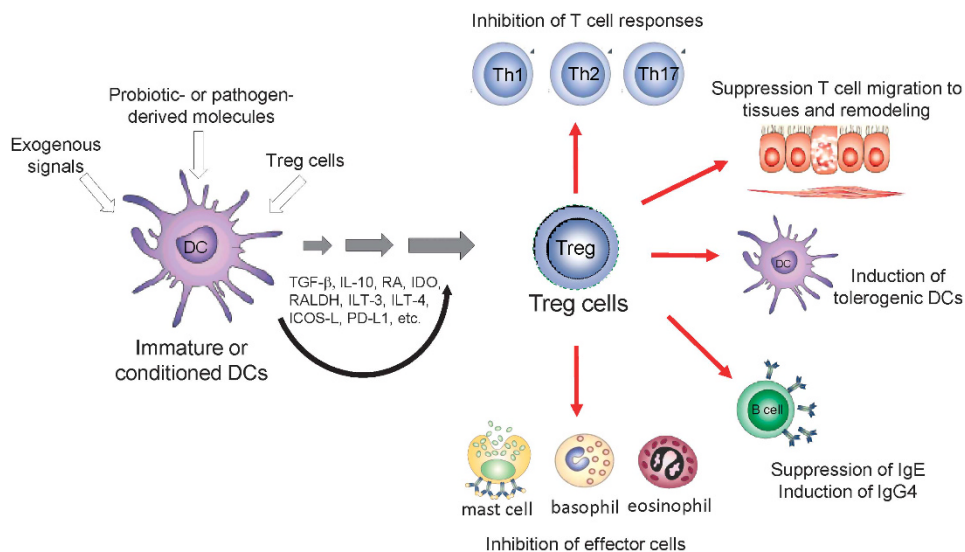 Inhibition of T cell responses
Th1
Th2
Th17
Probiotic- or pathogen-
derived molecules
Exogenous
signals
Treg cells
DC
TGF-β, IL-10, RA, IDO,
RALDH, ILT-3, ILT-4,
ICOS-L, PD-L1, etc.
Immature or
conditioned DCs
Treg
Treg cells
Suppression T cell migration to
tissues and remodeling
DC
Induction of
tolerogenic DCs
B cell
Suppression of IgE
Induction of IgG4
mast cell
basophil
eosinophil
Inhibition of effector cells